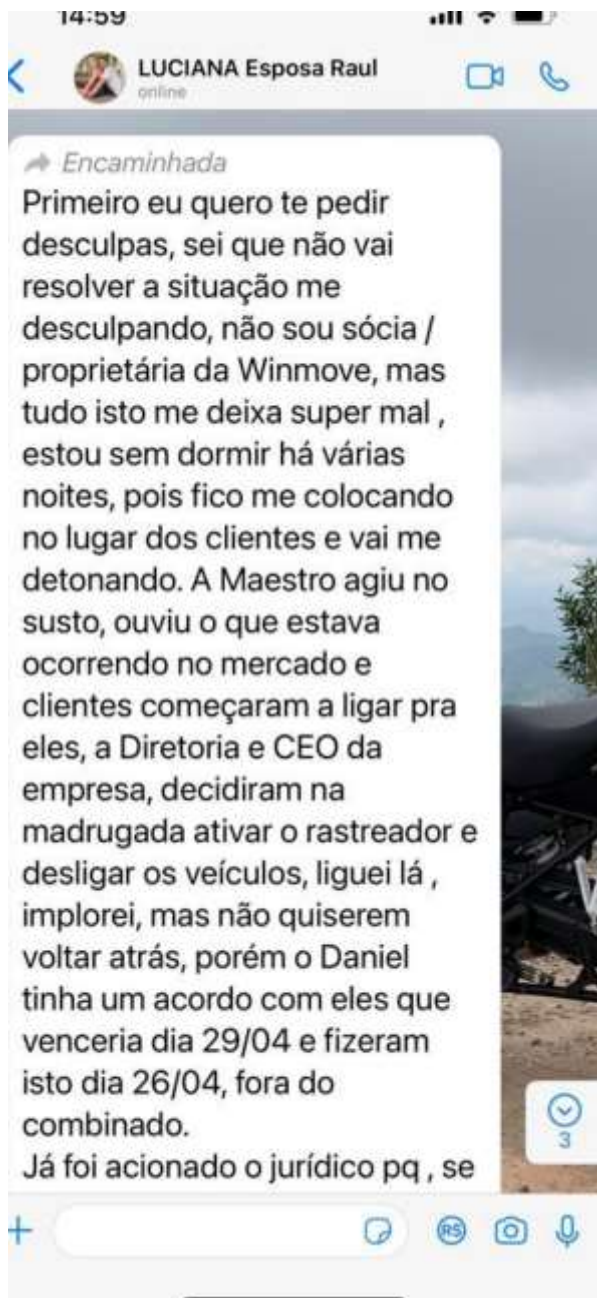 14:59
LUCIANA Esposa Raul
online
Encaminhada
Primeiro eu quero te pedir
desculpas, sei que não vai
resolver a situação me
desculpando, não sou sócia /
proprietária da Winmove, mas
tudo isto me deixa super mal ,
estou sem dormir há várias
noites, pois fico me colocando
no lugar dos clientes e vai me
detonando. A Maestro agiu no
susto, ouviu o que estava
ocorrendo no mercado e
clientes começaram a ligar pra
eles, a Diretoria e CEO da
empresa, decidiram na
madrugada ativar o rastreador e
desligar os veículos, liguei lá ,
implorei, mas não quiserem
voltar atrás, porém o Daniel
tinha um acordo com eles que
venceria dia 29/04 e fizeram
isto dia 26/04, fora do
combinado.
Já foi acionado o jurídico pq , se
3
R$